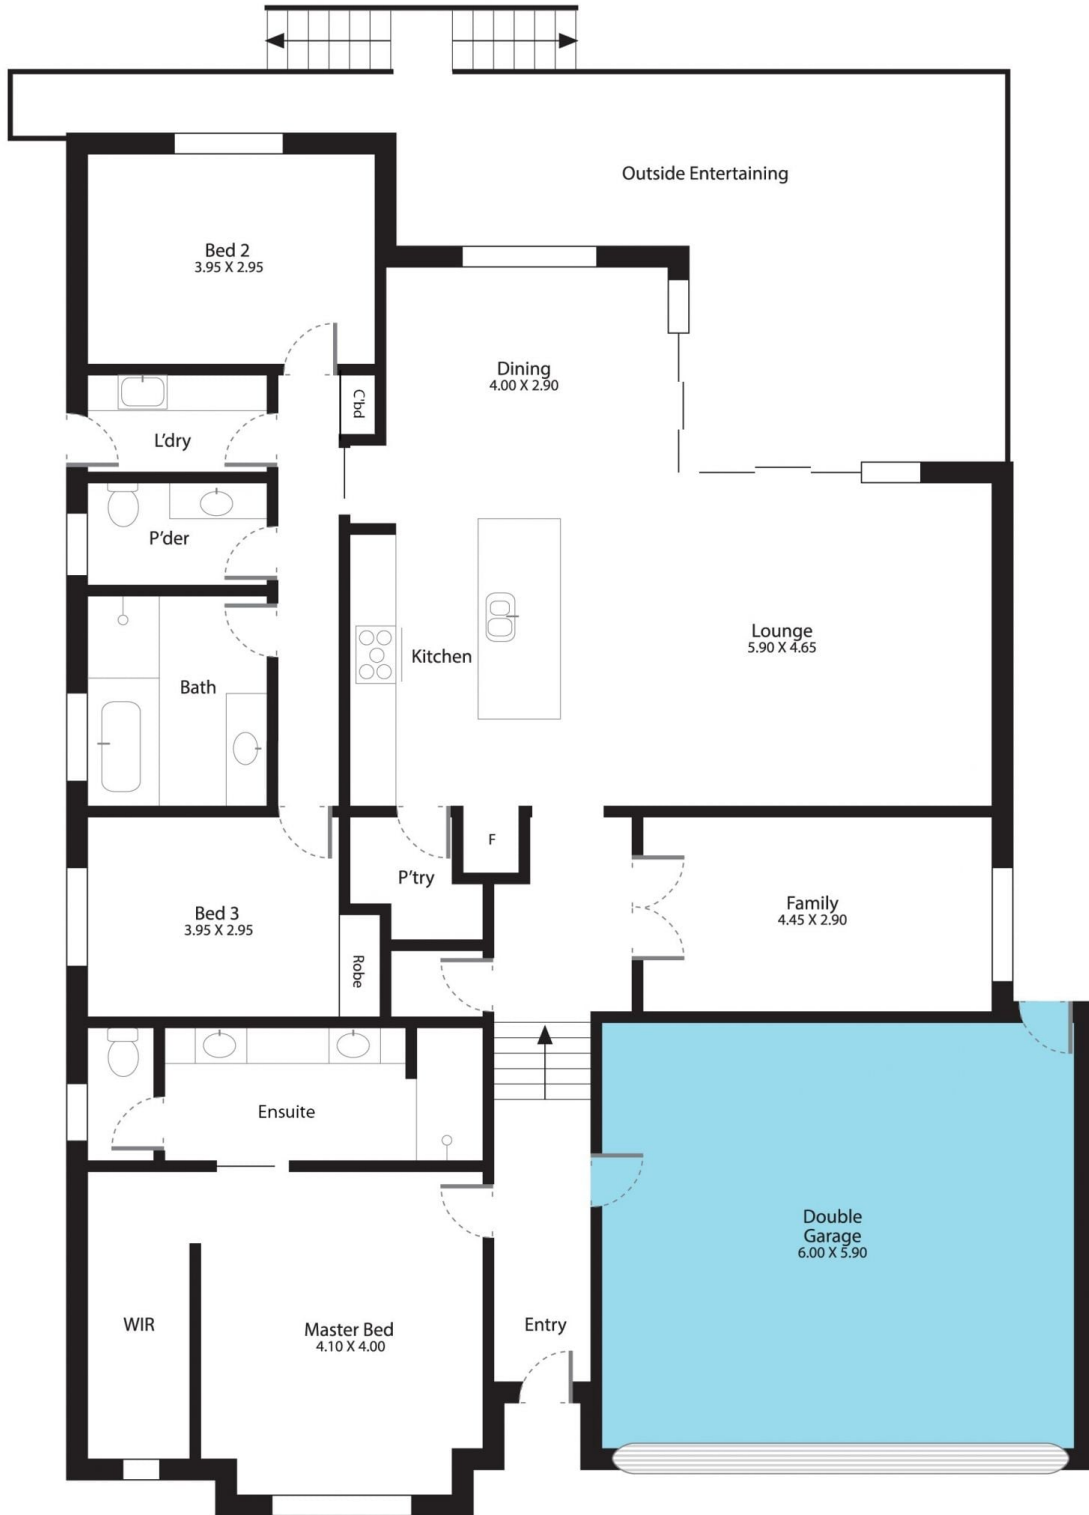 Outside Entertaining
Bed 2
3.95 X 2.95
Dining
4.00 X 2.90
C'bd
L'dry
P'der
Lounge
5.90 X 4.65
Kitchen
Bath
F
P'try
Family
4.45 X 2.90
Bed 3
3.95 X 2.95
Robe
Ensuite
Double
Garage
6.00 X 5.90
WIR
Master Bed
4.10 X 4.00
Entry